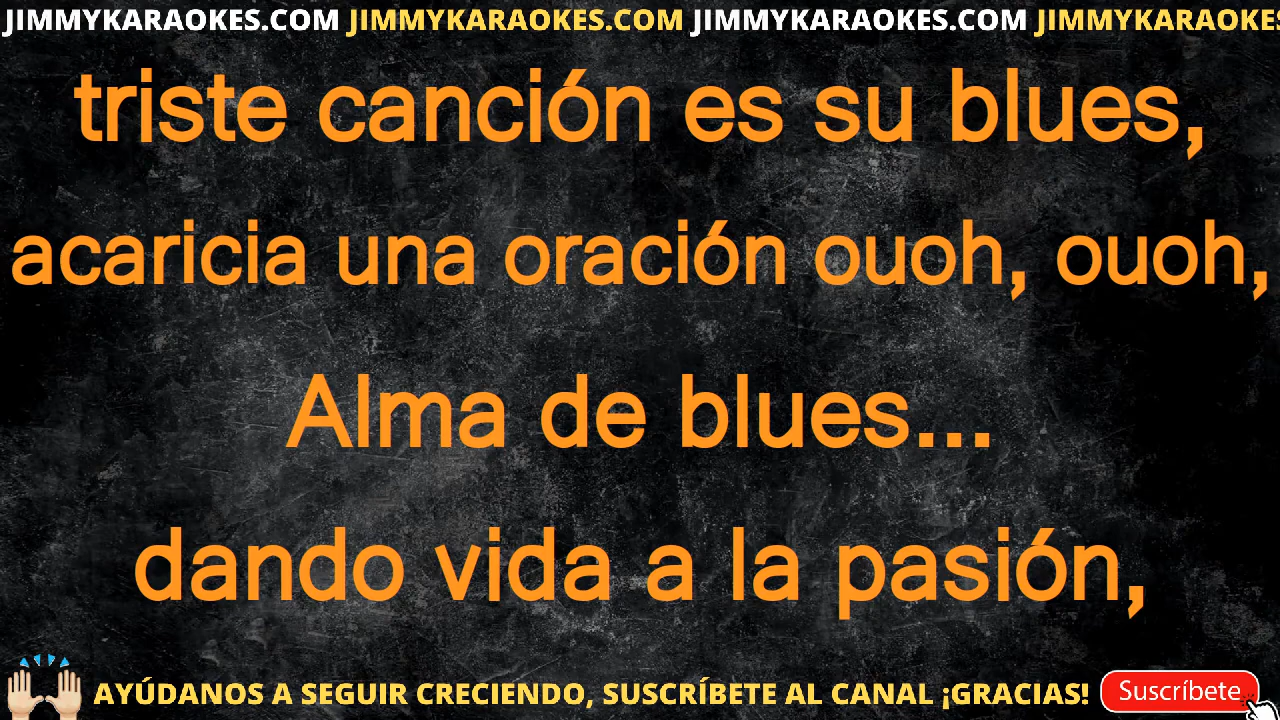 JIMMYKARAOKES.COM JIMMYKARAOKES.COM JIMMYKARAOKES.COM JIMMYKARAOKES
triste canción es su blues,
acaricia una oración ouoh, ouoh,
Alma de blues...
dando vida a la pasión,
AYÚDANOS A SEGUIR CRECIENDO, SUSCRÍBETE AL CANAL ¡GRACIAS! Suscríbete